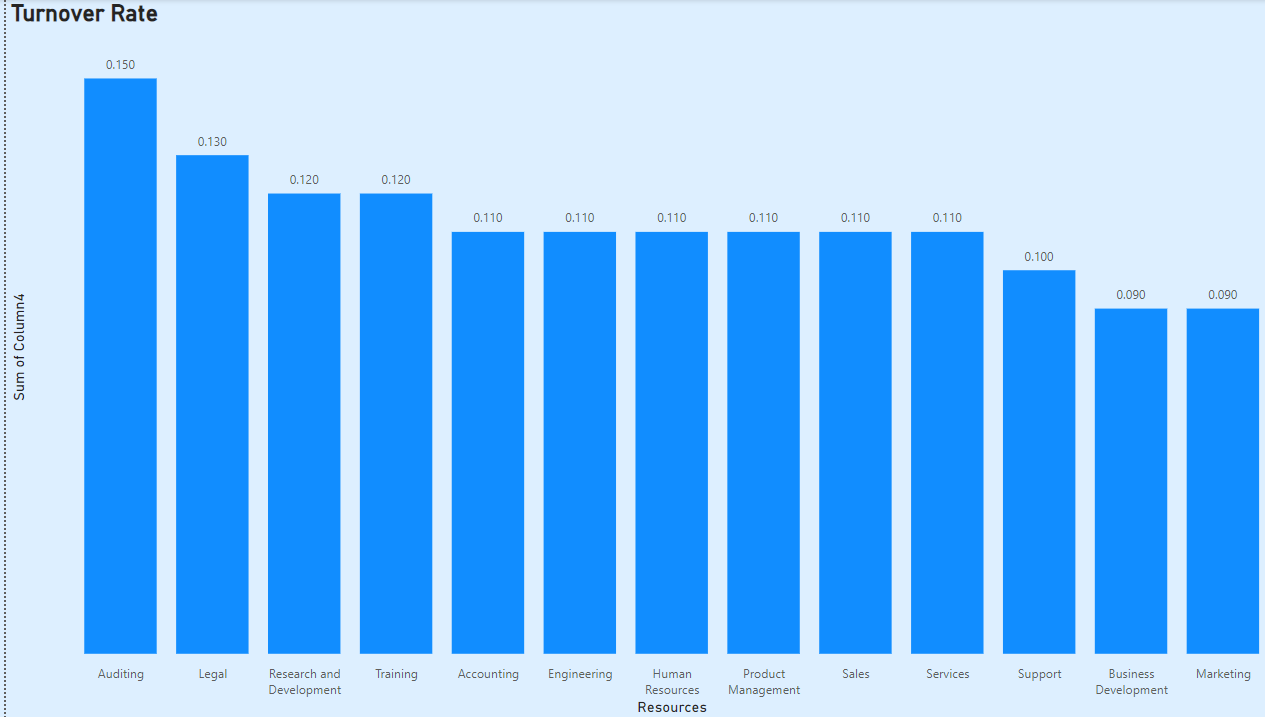 Turnover Rate
0.150
0.130
0.120
0.120
0.110
0.110
0.110
0.110
0.110
0.110
0.100
0.090
0.090
Sum of Column4
Auditing
Legal
Research and
Development
Training
Accounting
Engineering
Human
Resources
Product
Management
Sales
Services
Support
Business
Development
Marketing
Resources